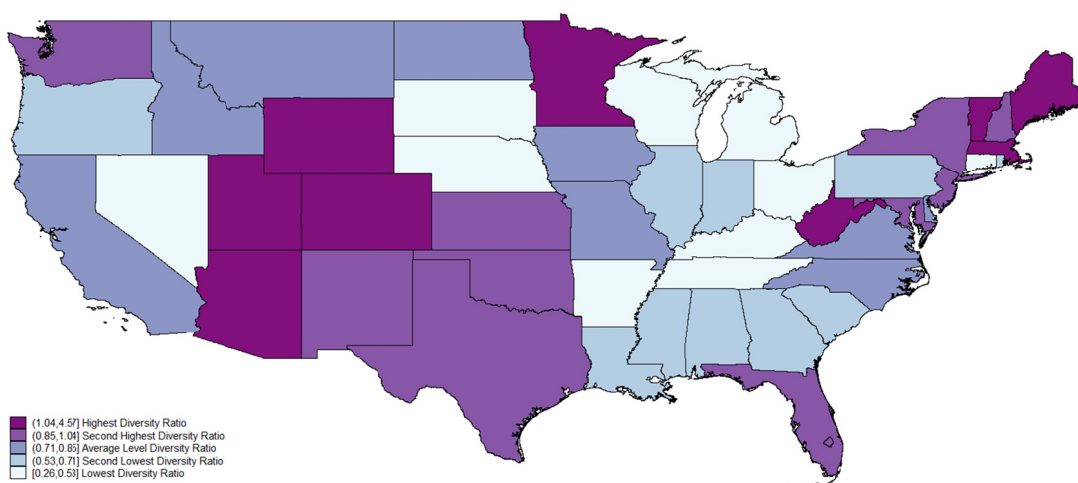 (1.04,4.57] Highest Diversity Ratio
(0.85,1.04] Second Highest Diversity Ratio
(0.71,0.85] Average Level Diversity Ratio
(0.53,0.71] Second Lowest Diversity Ratio
[0.26,0.53] Lowest Diversity Ratio